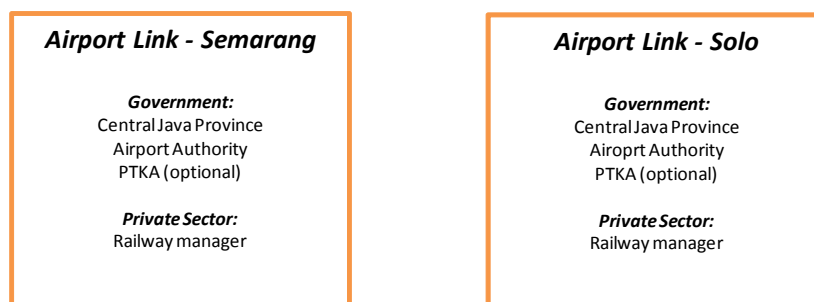 Airport Link - Semarang
Government:
Central Java Province
Airport Authority
PTKA (optional)
Private Sector:
Railway manager
Airport Link - Solo
Government:
Central Java Province
Airoprt Authority
PTKA (optional)
Private Sector:
Railway manager